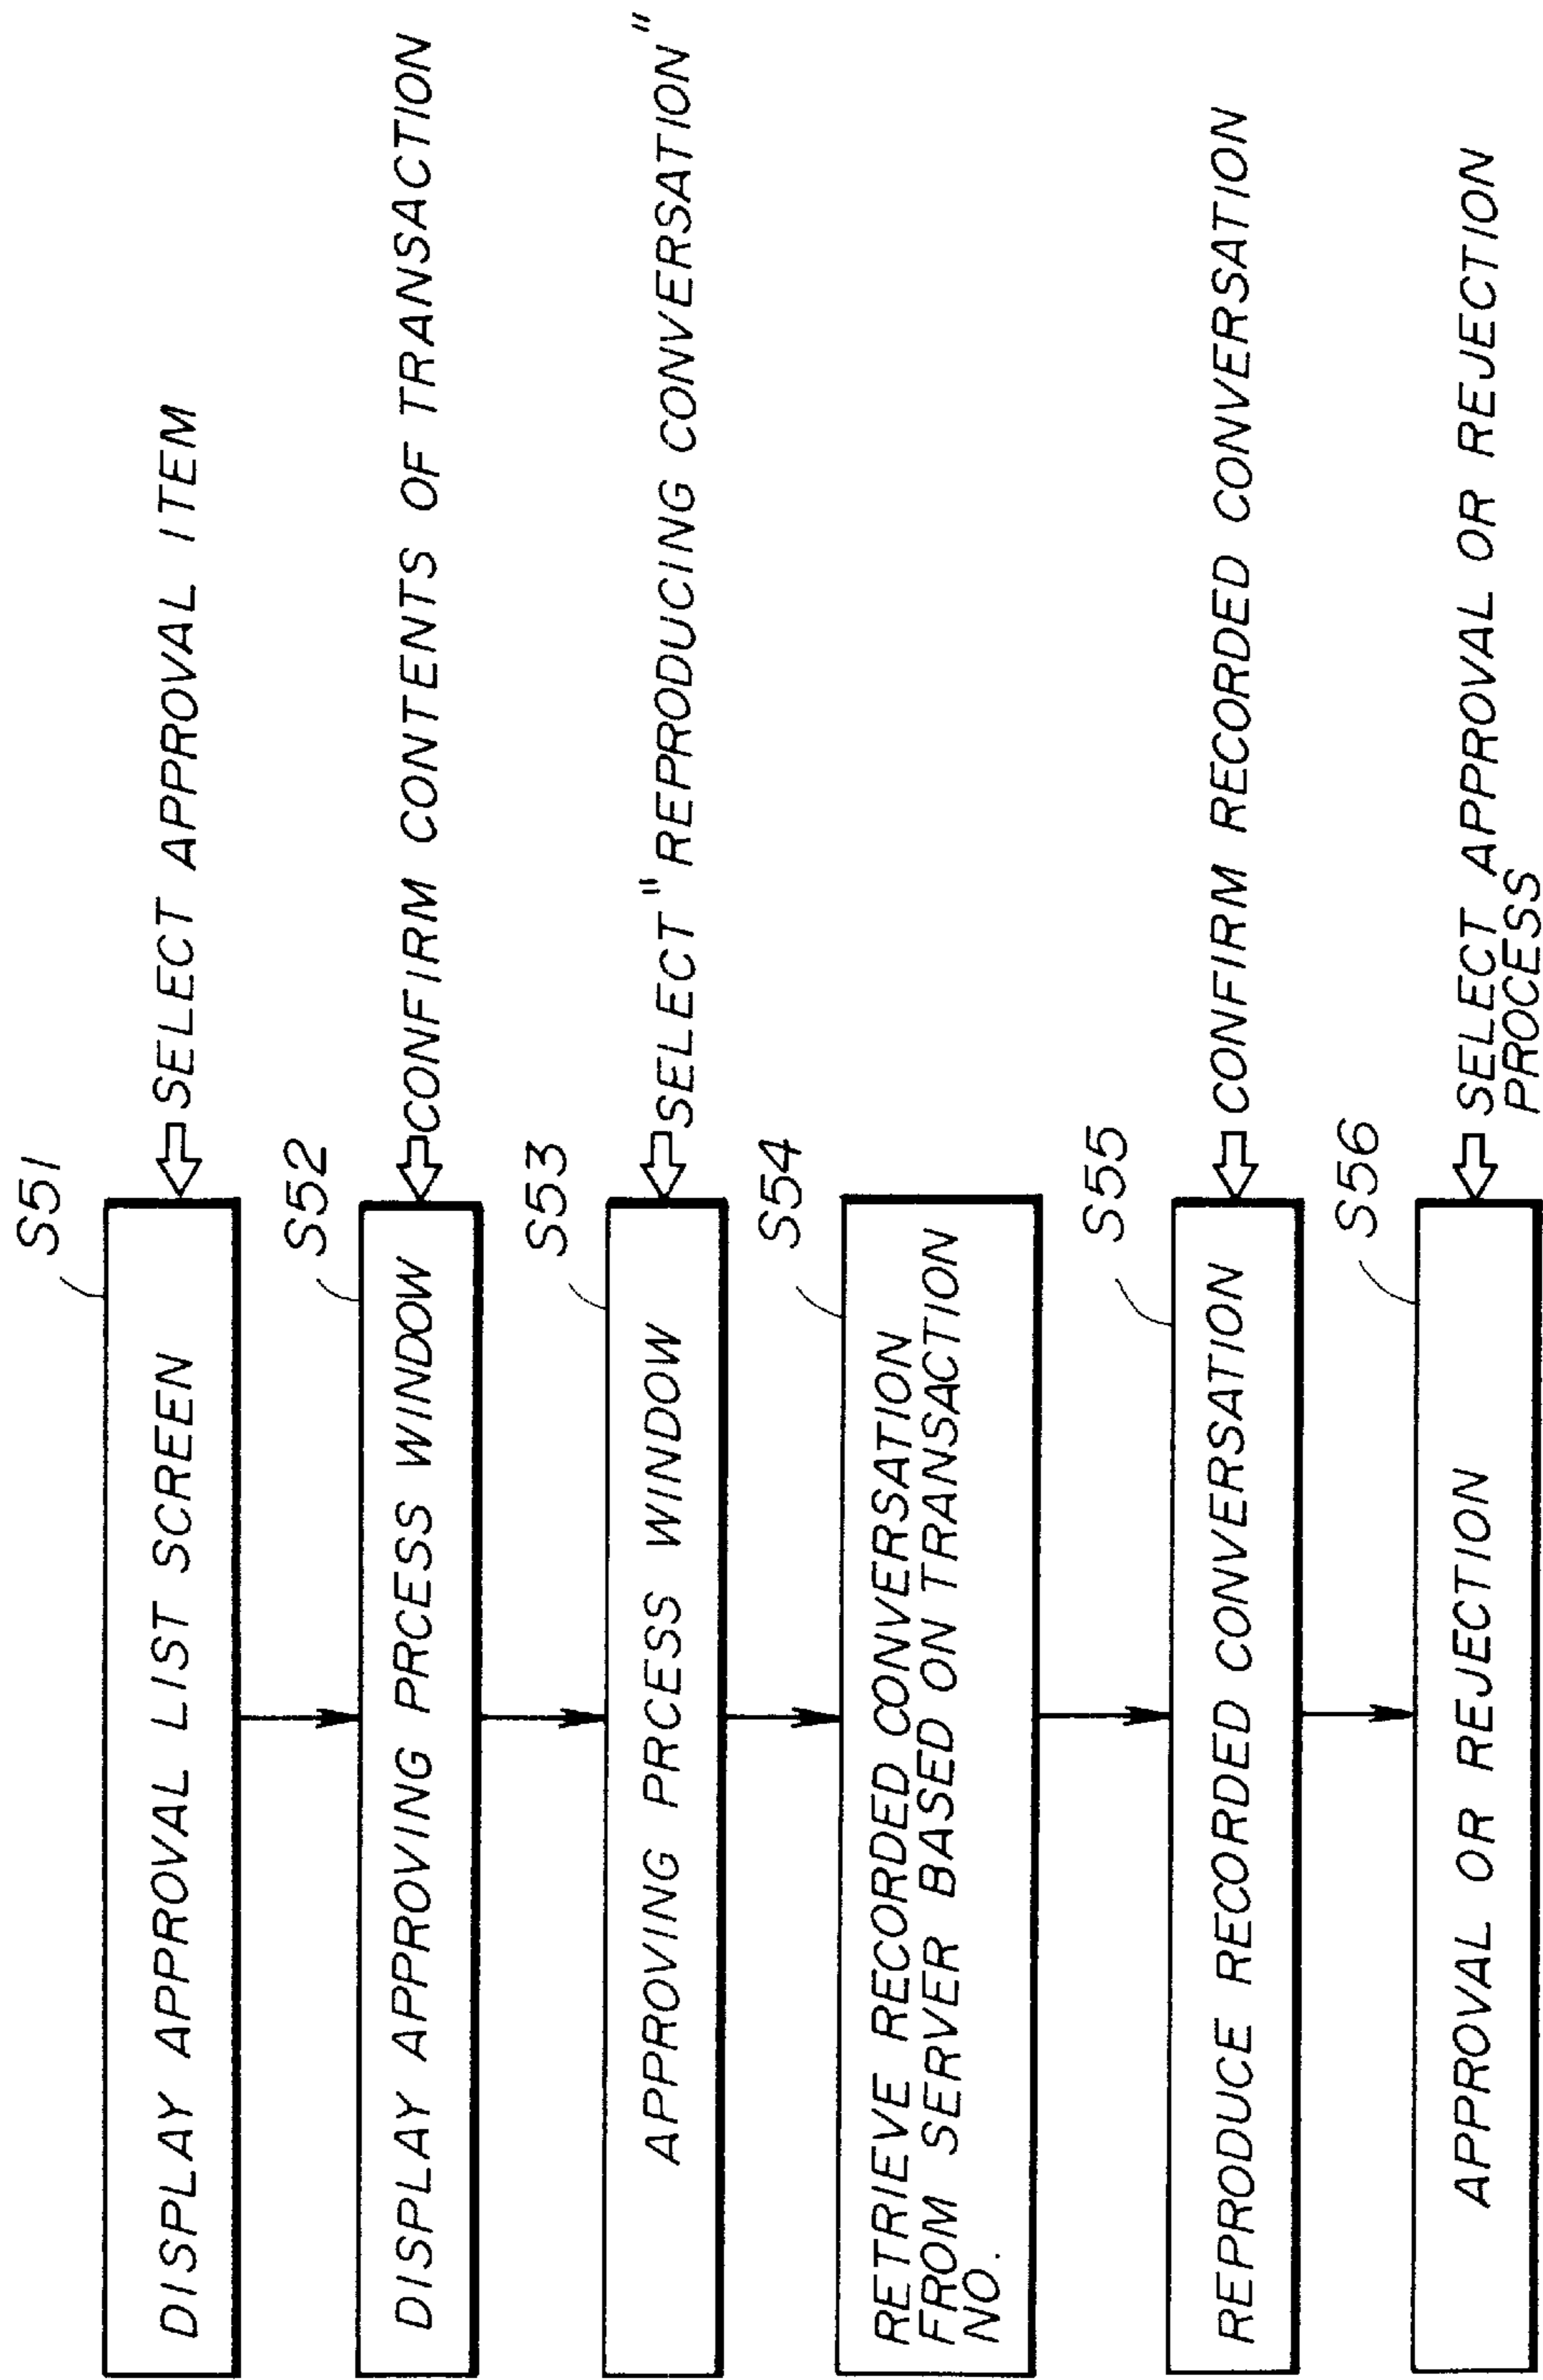 S51
DISPLAY APPROVAL LIST SCREEN
SELECT APPROVAL ITEM
S52
DISPLAY APPROVING PRCESS WINDOW
CONFIRM CONTENTS OF TRANSACTION
S53
APPROVING PRCESS WINDOW
SELECT "REPRODUCING CONVERSATION"
S54
RETRIEVE RECORDED CONVERSATION
FROM SERVER BASED ON TRANSACTION
NO.
S55
REPRODUCE RECORDED CONVERSATION
CONFIRM RECORDED CONVERSATION
S56
APPROVAL OR REJECTION
SELECT APPROVAL OR REJECTION
PROCESS